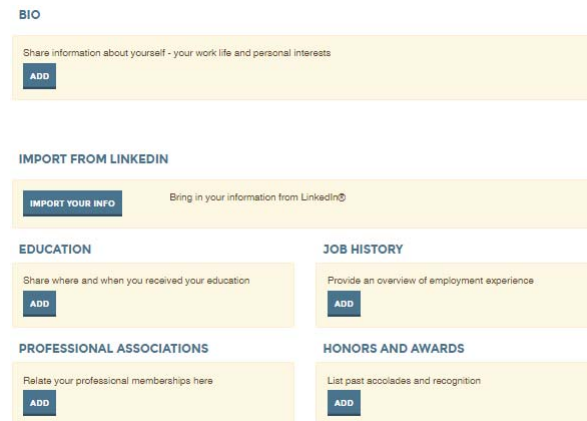 BIO
Share information about yourself - your work life and personal interests
ADD
IMPORT FROM LINKEDIN
IMPORT YOUR INFO
Bring in your information from LinkedIn®
EDUCATION
Share where and when you received your education
ADD
JOB HISTORY
Provide an overview of employment experience
ADD
PROFESSIONAL ASSOCIATIONS
Relate your professional memberships here
ADD
HONORS AND AWARDS
List past accolades and recognition
ADD